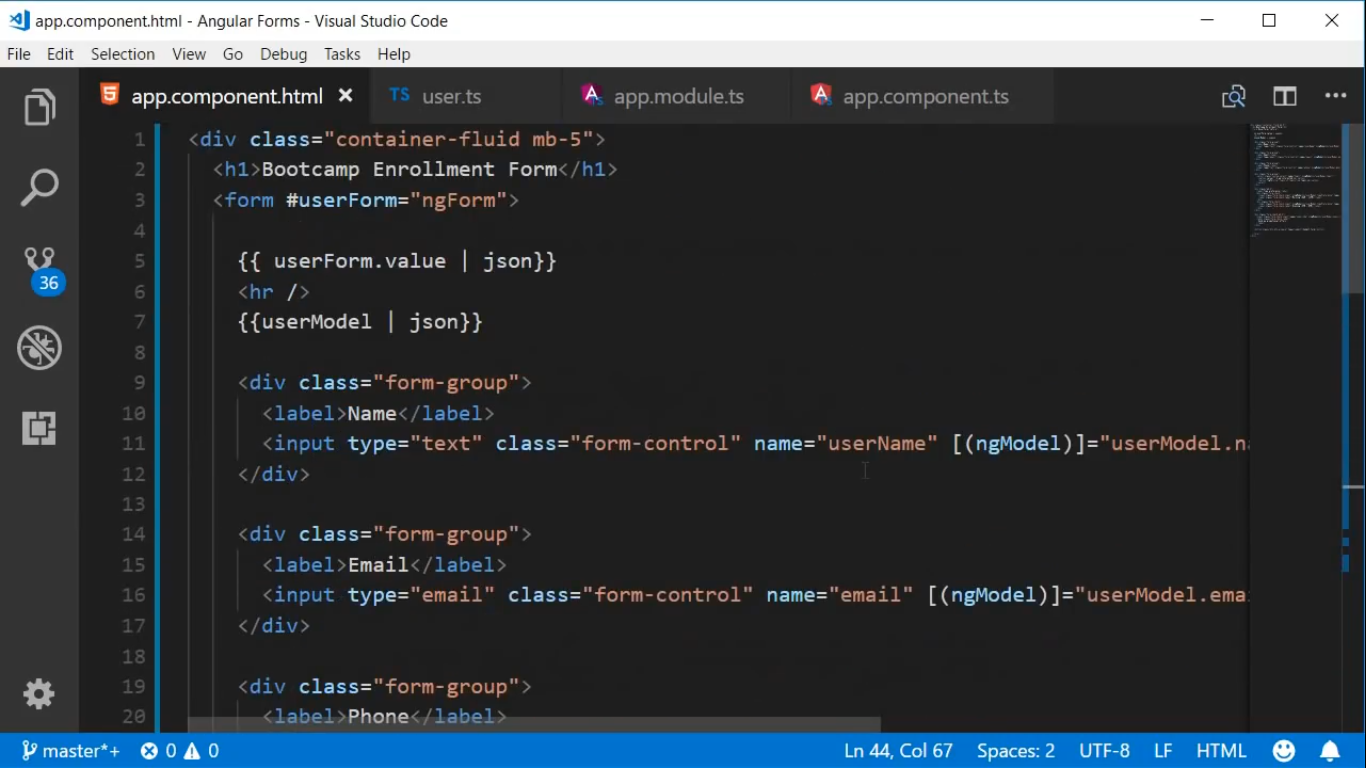 app.component.html - Angular Forms - Visual Studio Code
File Edit Selection View Go Debug Tasks Help
app.component.html TS user.ts app.module.ts app.component.ts
1 <div class="container-fluid mb-5">
2 <h1>Bootcamp Enrollment Form</h1>
3 <form #userForm="ngForm">
4
5 {{ userForm.value | json}}
6 <hr />
7 {{userModel | json}}
8
9 <div class="form-group">
10 <label>Name</label>
11 <input type="text" class="form-control" name="userName" [(ngModel)]="userModel.na
12 </div>
13
14 <div class="form-group">
15 <label>Email</label>
16 <input type="email" class="form-control" name="email" [(ngModel)]="userModel.emai
17 </div>
18
19 <div class="form-group">
20 <label>Phone</label>
36
master*+ 0 0 Ln 44, Col 67 Spaces: 2 UTF-8 LF HTML